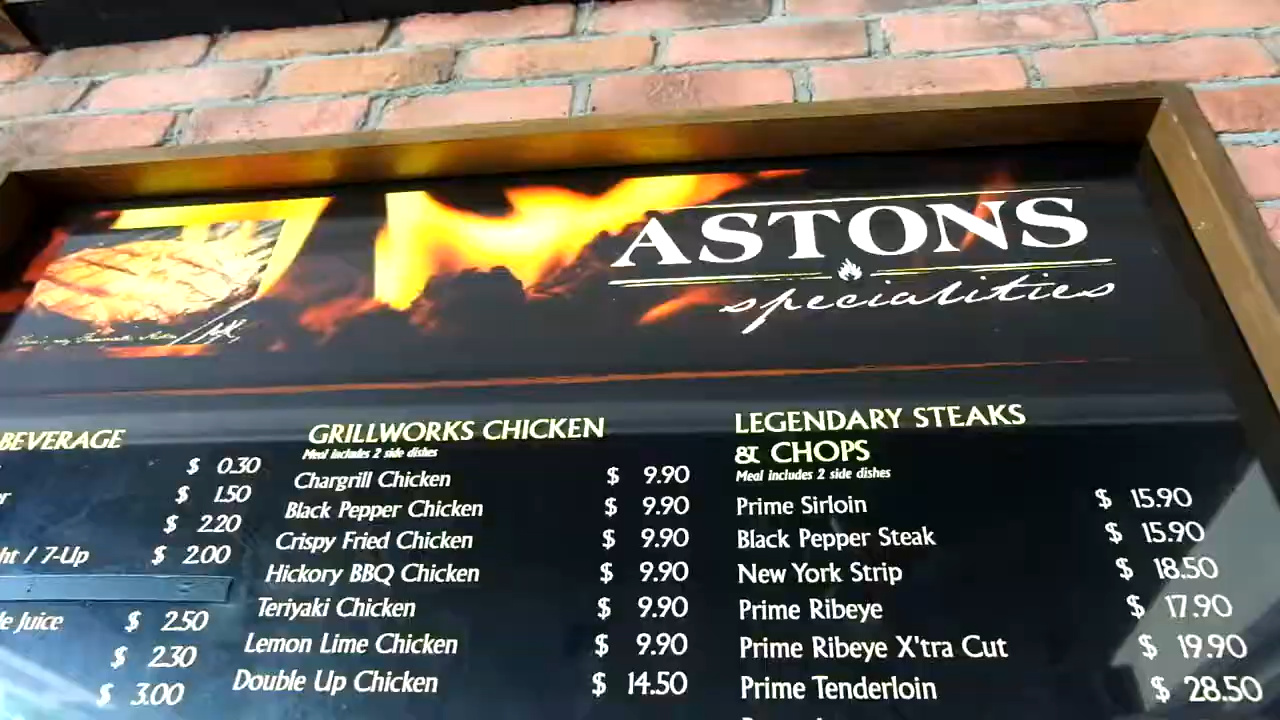 ASTONS
specialities
BEVERAGE
$ 0.30
$ 1.50
$ 2.20
/ 7-Up $ 2.00
Juice $ 2.50
$ 2.30
$ 3.00
GRILLWORKS CHICKEN
Meal includes 2 side dishes
Chargrill Chicken $ 9.90
Black Pepper Chicken $ 9.90
Crispy Fried Chicken $ 9.90
Hickory BBQ Chicken $ 9.90
Teriyaki Chicken $ 9.90
Lemon Lime Chicken $ 9.90
Double Up Chicken $ 14.50
LEGENDARY STEAKS
& CHOPS
Meal includes 2 side dishes
Prime Sirloin $ 15.90
Black Pepper Steak $ 15.90
New York Strip $ 18.50
Prime Ribeye $ 17.90
Prime Ribeye X'tra Cut $ 19.90
Prime Tenderloin $ 28.50